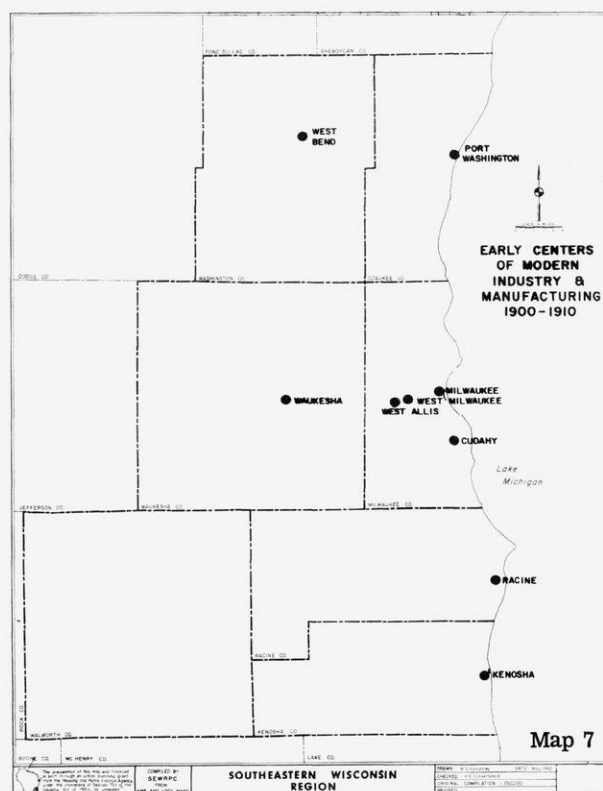 FOND DU LAC CO.
SHEBOYGAN CO.
WEST
BEND
PORT
WASHINGTON
EARLY CENTERS
OF MODERN
INDUSTRY &
MANUFACTURING
1900-1910
DODGE CO.
WASHINGTON CO.
OZAUKEE CO.
MILWAUKEE
WAUKESHA
WEST MILWAUKEE
WEST ALLIS
CUDAHY
Lake
Michigan
JEFFERSON CO.
WAUKESHA CO.
MILWAUKEE CO.
RACINE
RACINE CO.
KENOSHA
ROCK CO.
WALWORTH CO.
KENOSHA CO.
Map 7
BOONE CO.
MC HENRY CO.
LAKE CO.
COMPILED BY
SEWRPC
FROM
SOUTHEASTERN WISCONSIN
REGION